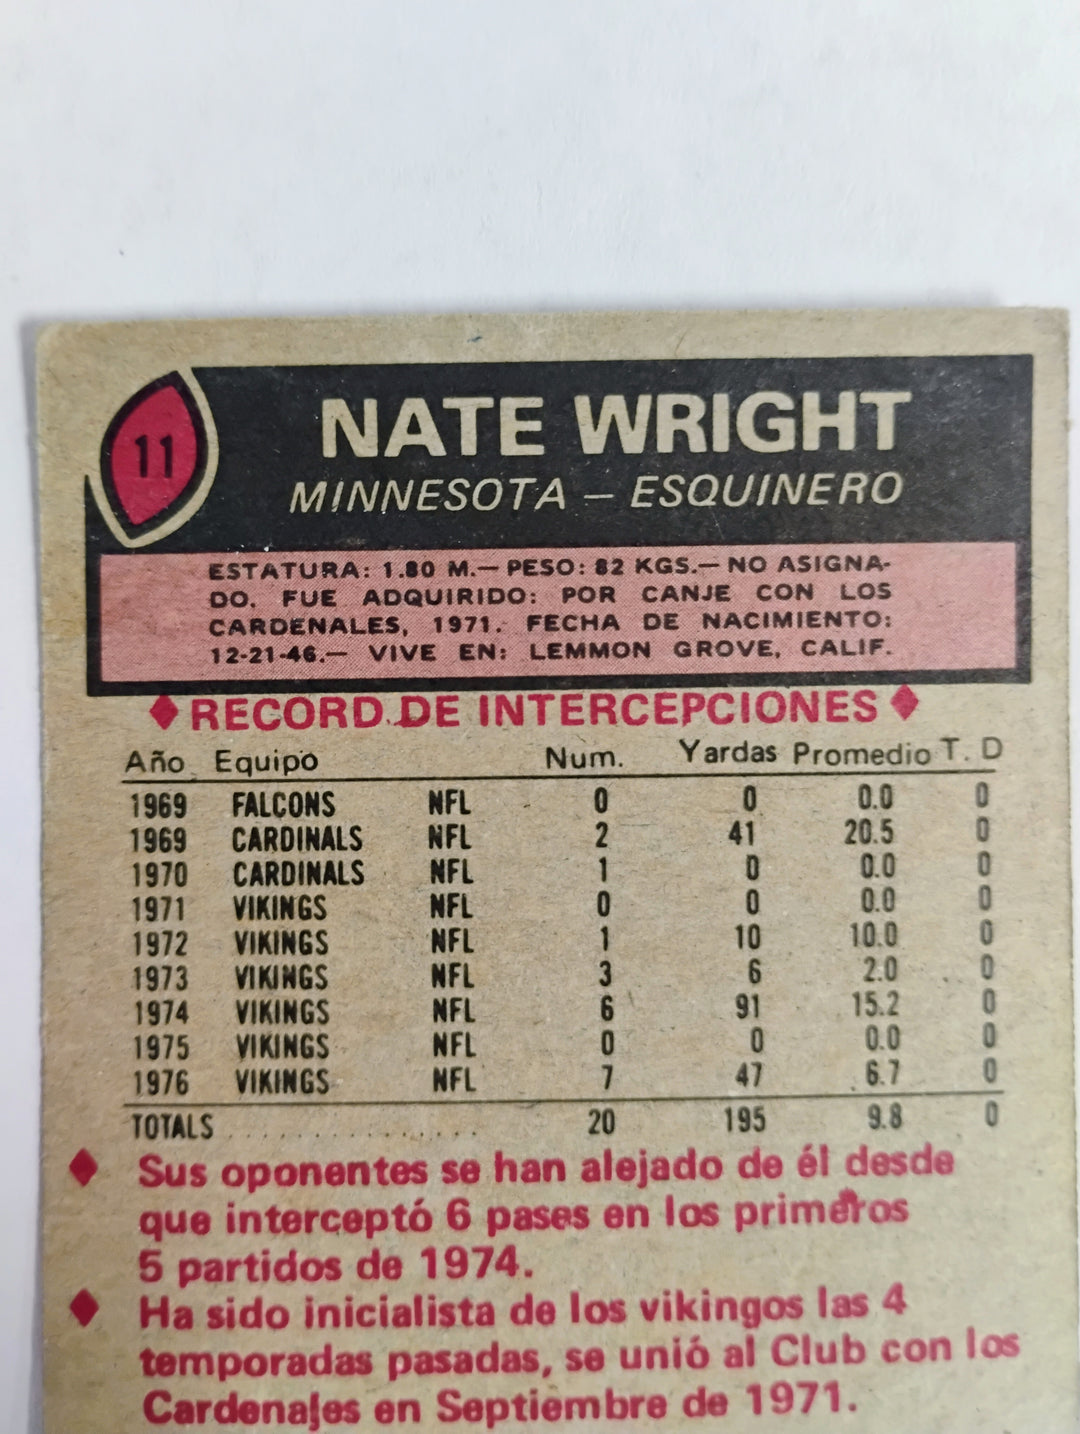 11
NATE WRIGHT
MINNESOTA – ESQUINERO
ESTATURA: 1.80 M.— PESO: 82 KGS.— NO ASIGNA-
DO. FUE ADQUIRIDO: POR CANJE CON LOS
CARDENALES, 1971. FECHA DE NACIMIENTO:
12-21-46.— VIVE EN: LEMMON GROVE, CALIF.
RECORD DE INTERCEPCIONES
Año Equipo Num. Yardas Promedio T. D
1969 FALCONS NFL 0 0 0.0 0
1969 CARDINALS NFL 2 41 20.5 0
1970 CARDINALS NFL 1 0 0.0 0
1971 VIKINGS NFL 0 0 0.0 0
1972 VIKINGS NFL 1 10 10.0 0
1973 VIKINGS NFL 3 6 2.0 0
1974 VIKINGS NFL 6 91 15.2 0
1975 VIKINGS NFL 0 0 0.0 0
1976 VIKINGS NFL 7 47 6.7 0
TOTALS . . . . . . . . . . . . . . . 20 195 9.8 0
Sus oponentes se han alejado de él desde
que interceptó 6 pases en los primeros
5 partidos de 1974.
Ha sido inicialista de los vikingos las 4
temporadas pasadas, se unió al Club con los
Cardenales en Septiembre de 1971.